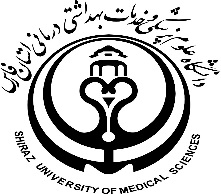 دانشگاه علوم پزشکی و خدمات بهداشتی درمانی استان فارس
SHIRAZ UNIVERSITY OF MEDICAL SCIENCES